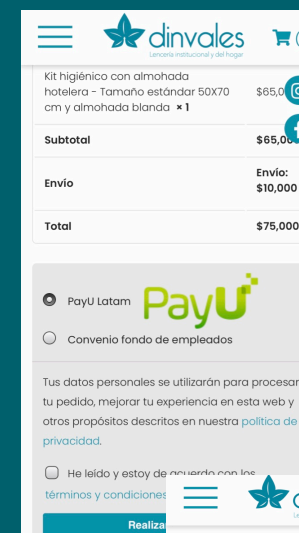 dinvales
Lencería institucional y del hogar
Kit higiénico con almohada
hotelera - Tamaño estándar 50X70
cm y almohada blanda × 1
$65,0
Subtotal
$65,00
Envío
Envío:
$10,000
Total
$75,000
PayU Latam
PayU
Convenio fondo de empleados
Tus datos personales se utilizarán para procesar
tu pedido, mejorar tu experiencia en esta web y
otros propósitos descritos en nuestra política de
privacidad.
He leído y estoy de acuerdo con los
términos y condiciones
Realiza